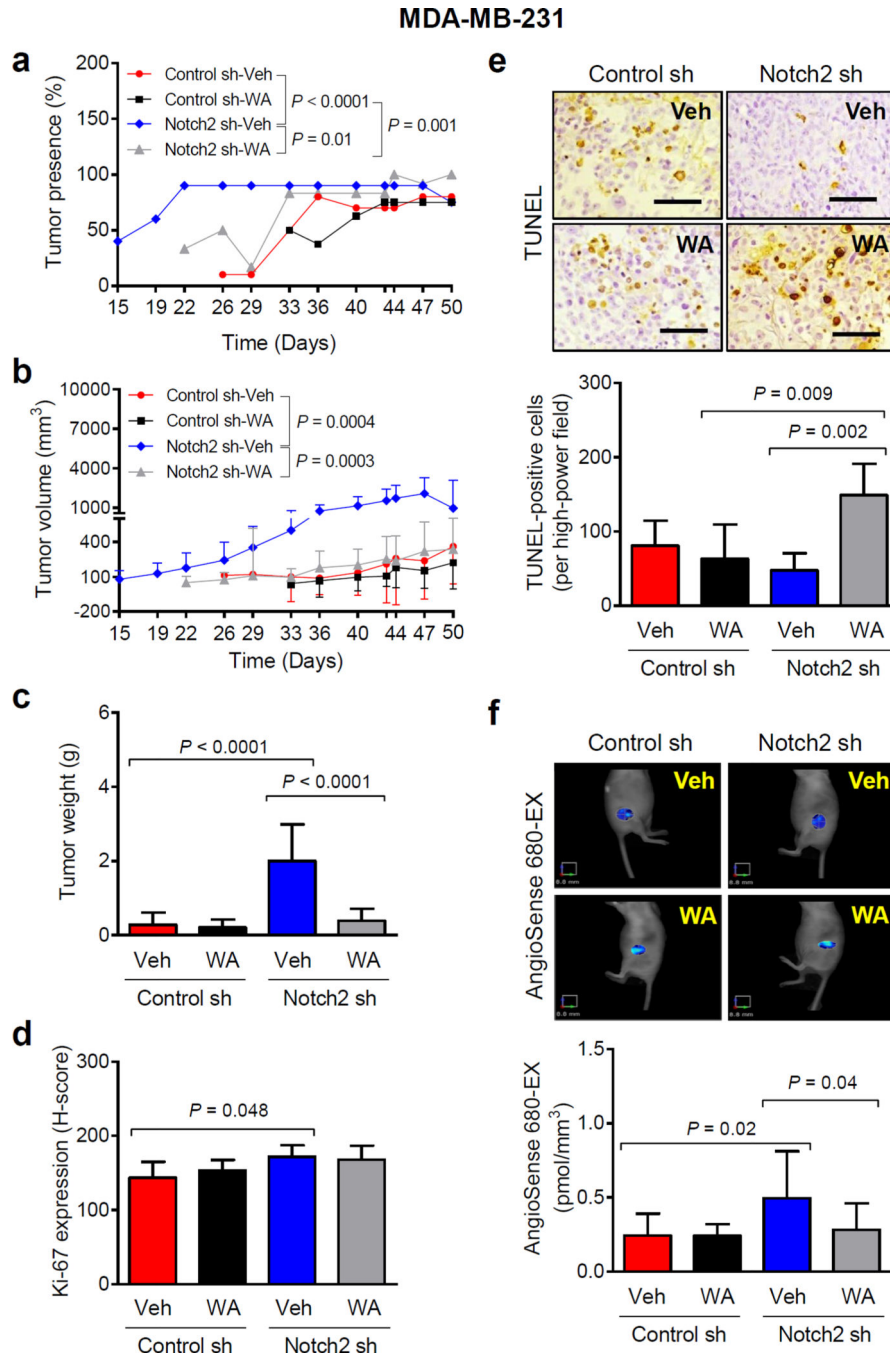 MDA-MB-231
a
Tumor presence (%)
200
150
100
50
0
Control sh-Veh
Control sh-WA
Notch2 sh-Veh
Notch2 sh-WA
P < 0.0001
P = 0.01
P = 0.001
15 19 22 26 29 33 36 40 43 44 47 50
Time (Days)
b
Tumor volume (mm3)
10000
7000
4000
1000
400
100
-200
Control sh-Veh
Control sh-WA
Notch2 sh-Veh
Notch2 sh-WA
P = 0.0004
P = 0.0003
15 19 22 26 29 33 36 40 43 44 47 50
Time (Days)
c
Tumor weight (g)
6
4
2
0
P < 0.0001
P < 0.0001
Veh WA Veh WA
Control sh Notch2 sh
d
Ki-67 expression (H-score)
300
200
100
0
P = 0.048
Veh WA Veh WA
Control sh Notch2 sh
e
Control sh Notch2 sh
TUNEL
Veh Veh
WA WA
TUNEL-positive cells
(per high-power field)
300
200
100
0
P = 0.009
P = 0.002
Veh WA Veh WA
Control sh Notch2 sh
f
Control sh Notch2 sh
AngioSense 680-EX
Veh Veh
WA WA
AngioSense 680-EX
(pmol/mm3)
1.5
1.0
0.5
0.0
P = 0.04
P = 0.02
Veh WA Veh WA
Control sh Notch2 sh